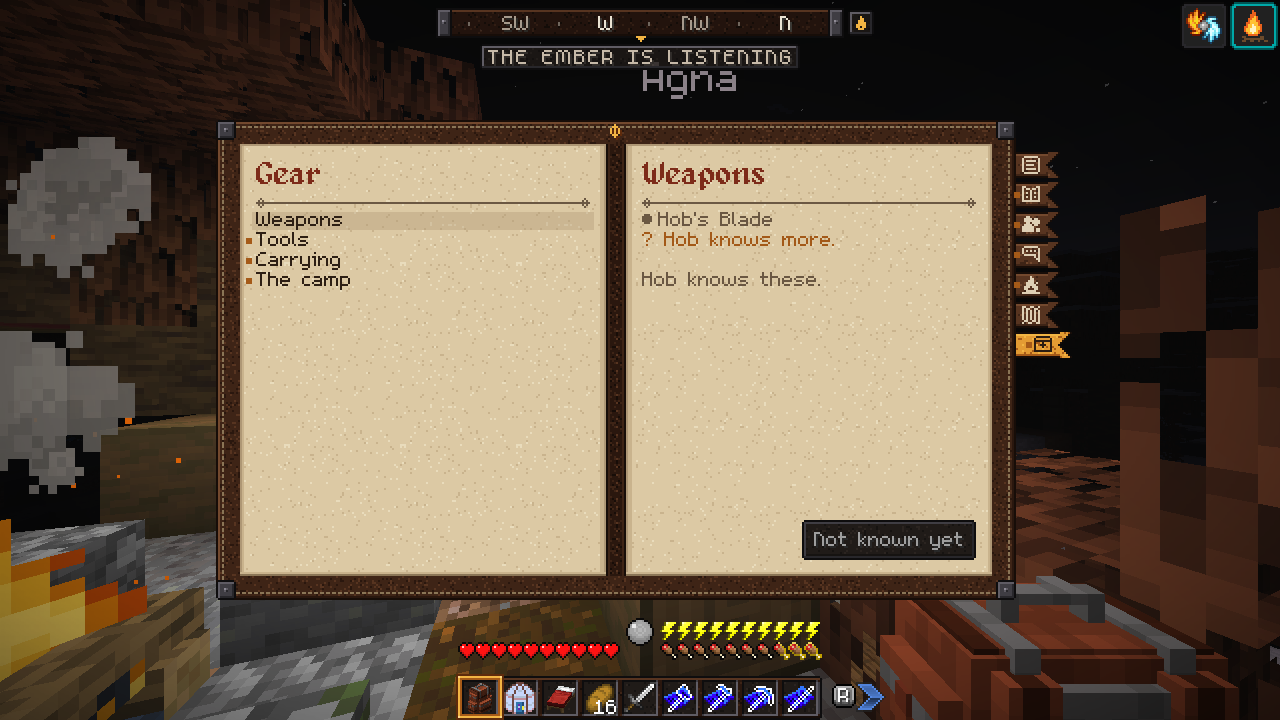 SW W NW N
THE EMBER IS LISTENING
Hgna
Gear
Weapons
Tools
Carrying
The camp
Weapons
Hob's Blade
? Hob knows more.
Hob knows these.
Not known yet
16
R